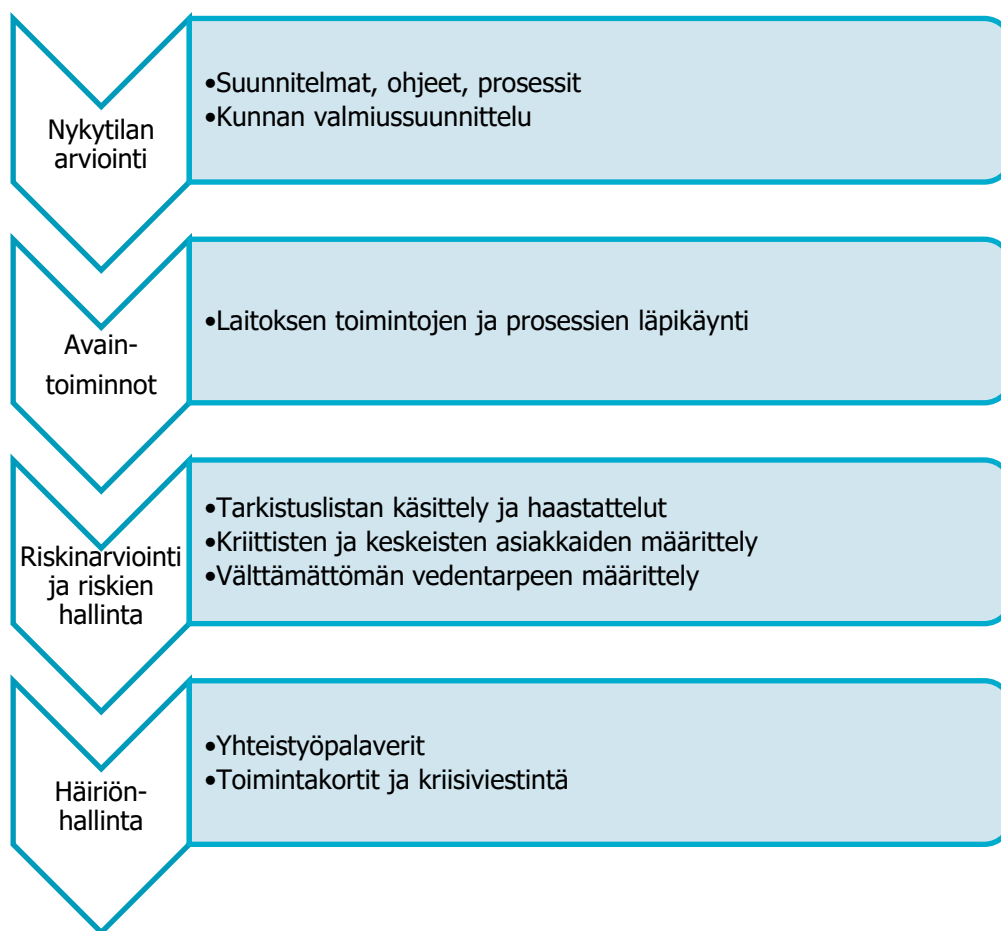 Nykytilan
arviointi
•Suunnitelmat, ohjeet, prosessit
•Kunnan valmiussuunnittelu
Avain-
toiminnot
•Laitoksen toimintojen ja prosessien läpikäynti
Riskinarviointi
ja riskien
hallinta
•Tarkistuslistan käsittely ja haastattelut
•Kriittisten ja keskeisten asiakkaiden määrittely
•Välttämättömän vedentarpeen määrittely
Häiriön-
hallinta
•Yhteistyöpalaverit
•Toimintakortit ja kriisiviestintä